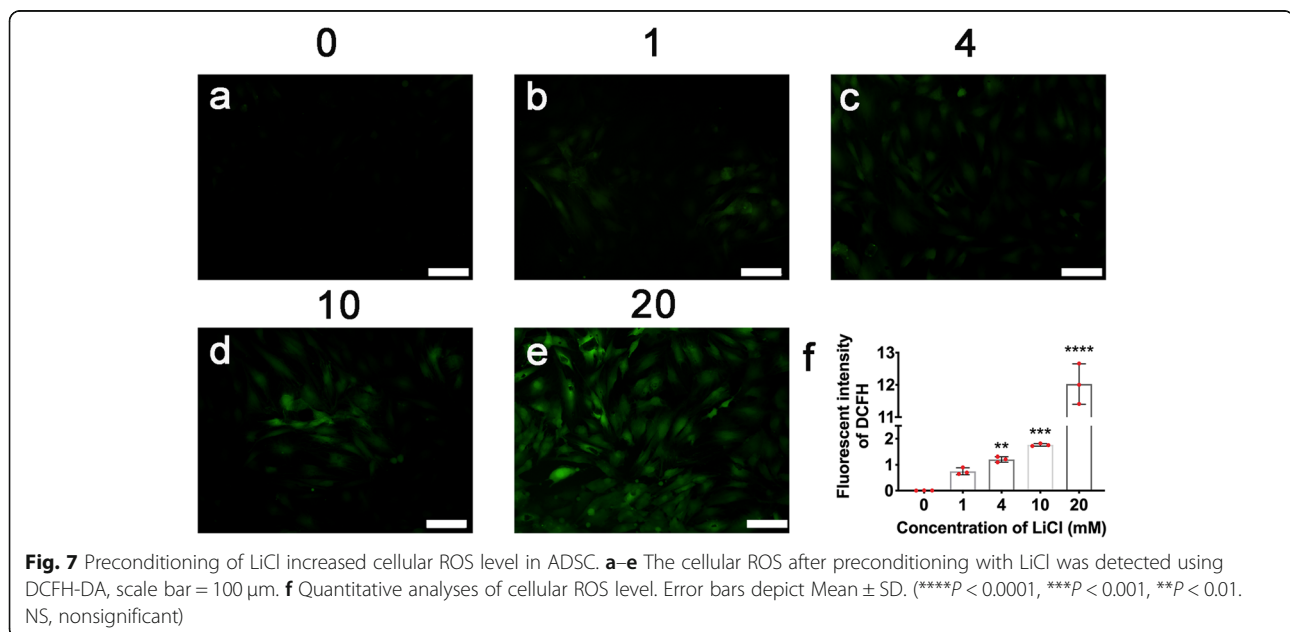 0
1
4
a
b
c
10
20
d
e
f
Fluorescent intensity
of DCFH
13
12
11
2
1
0
**
***
****
0 1 4 10 20
Concentration of LiCl (mM)
Fig. 7 Preconditioning of LiCl increased cellular ROS level in ADSC. a–e The cellular ROS after preconditioning with LiCl was detected using
DCFH-DA, scale bar = 100 μm. f Quantitative analyses of cellular ROS level. Error bars depict Mean ± SD. (****P < 0.0001, ***P < 0.001, **P < 0.01.
NS, nonsignificant)